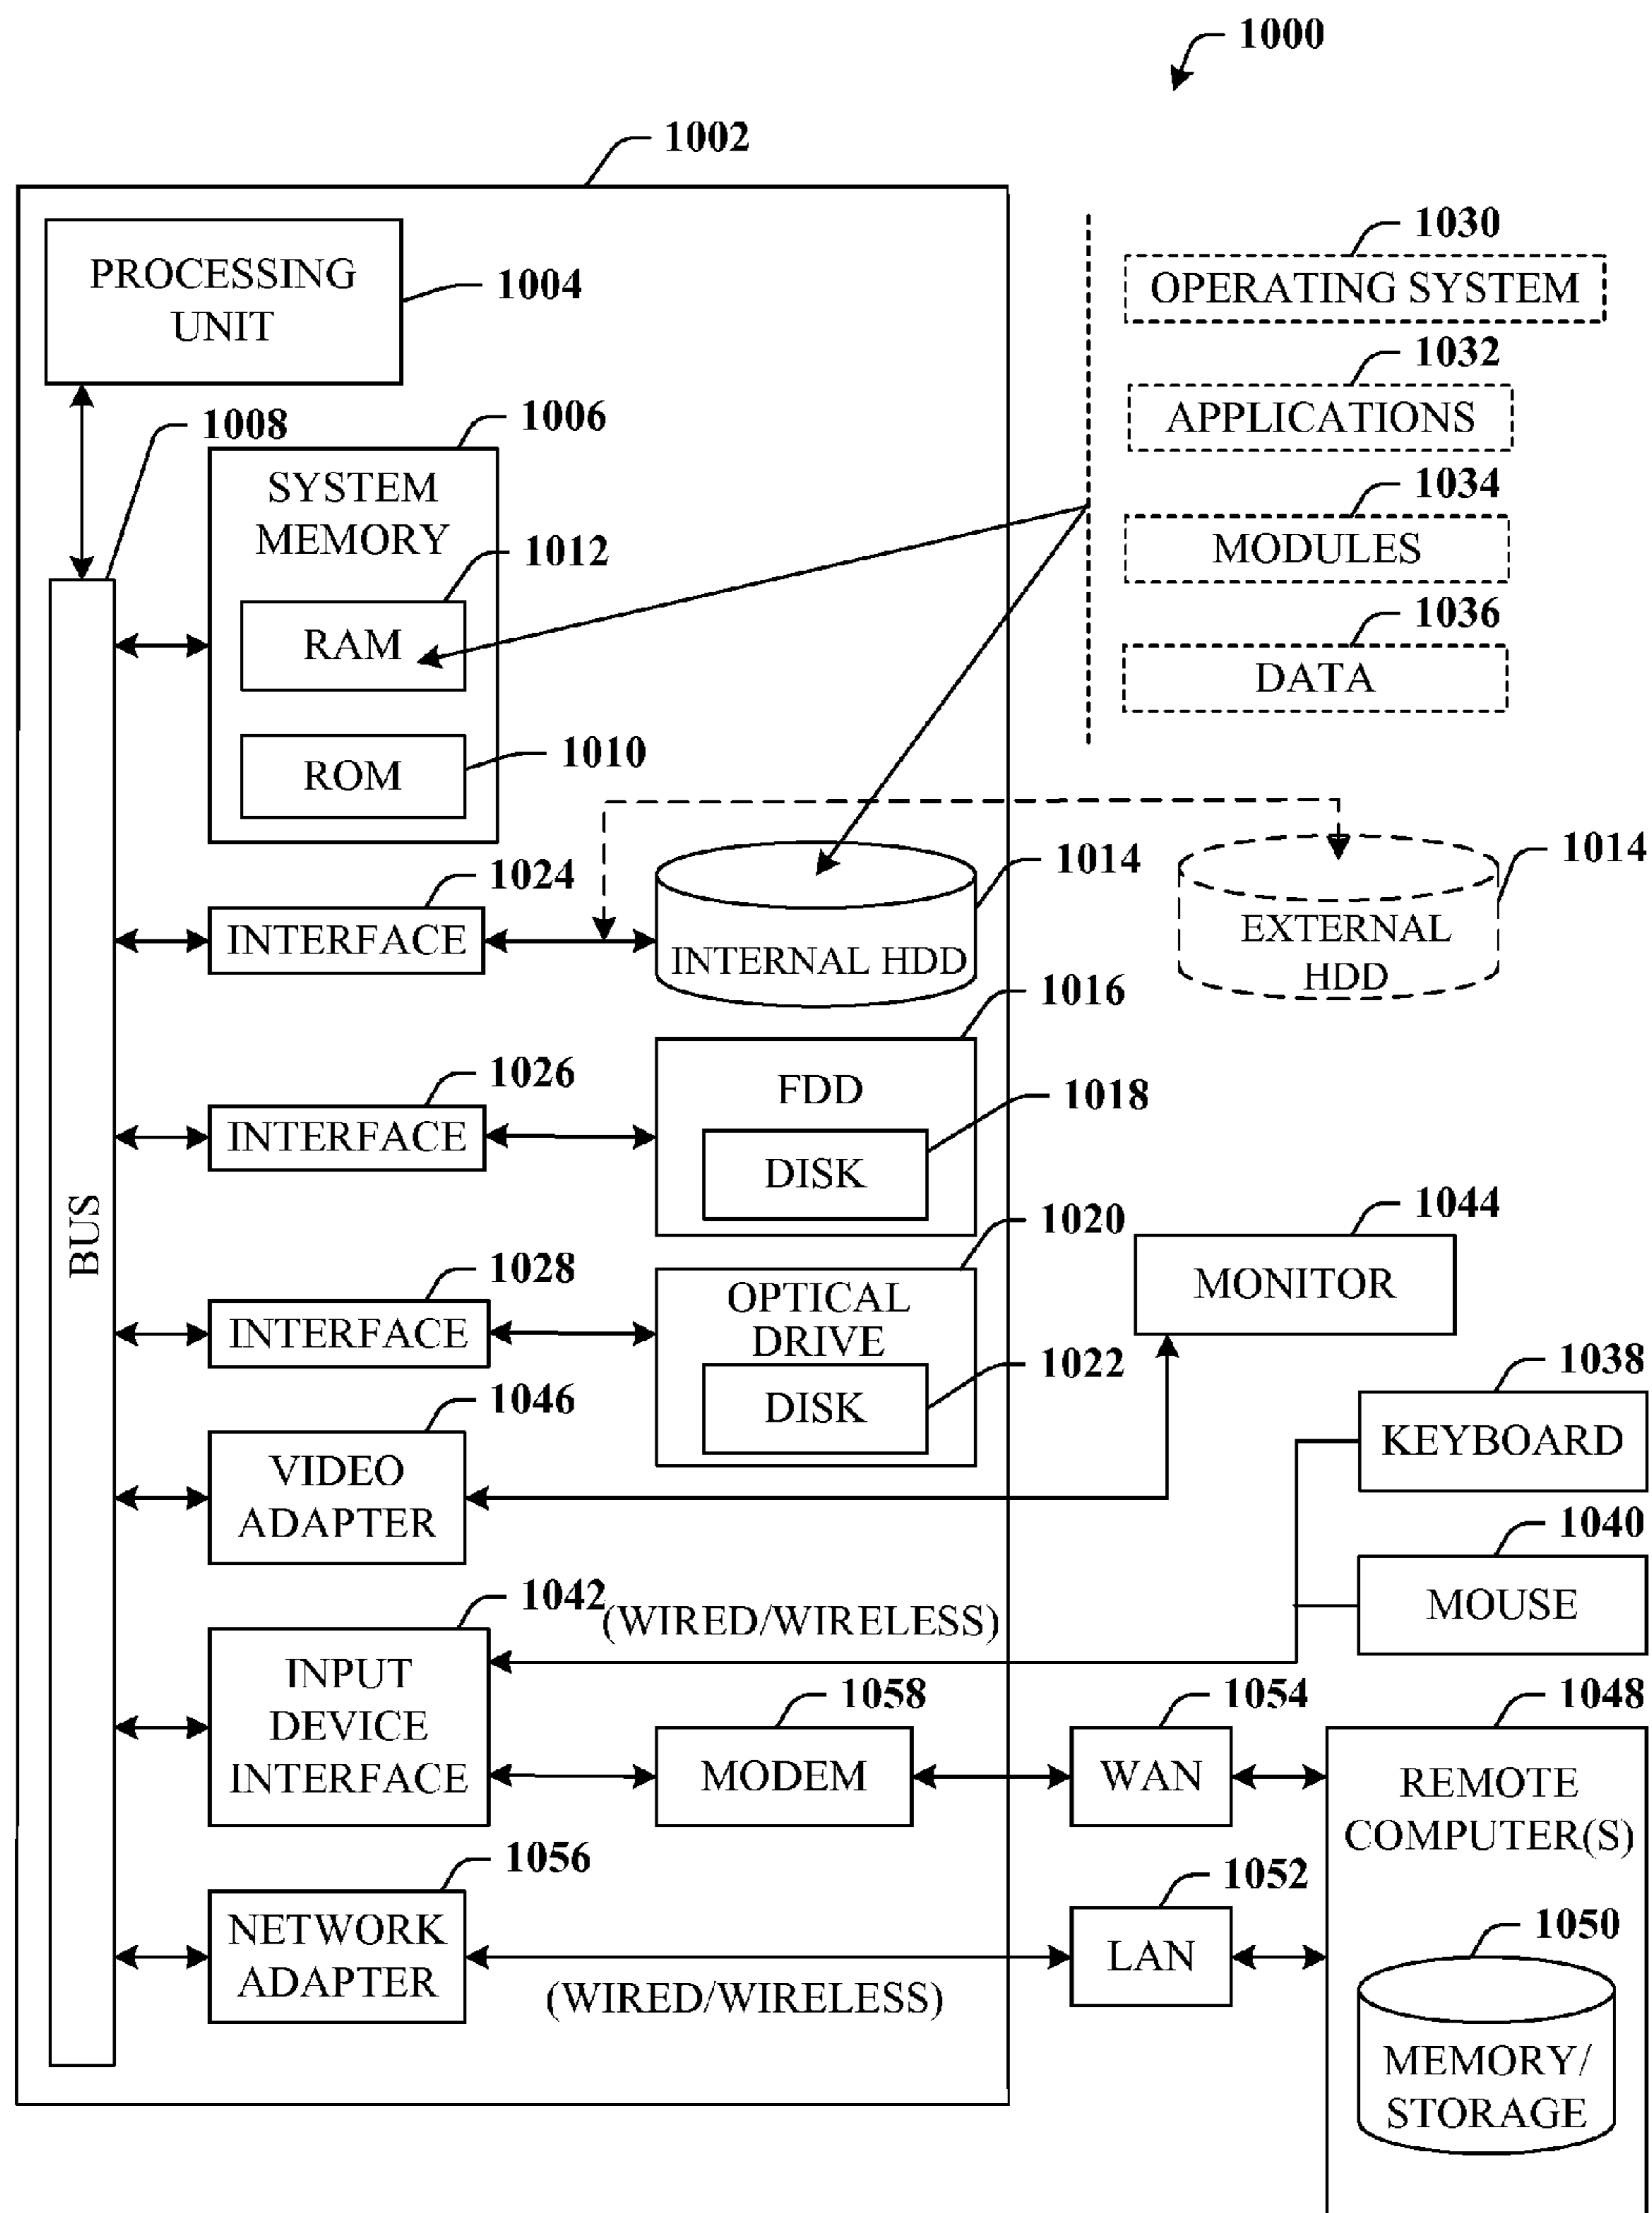 1000
1002
PROCESSING
UNIT
1004
1030
OPERATING SYSTEM
1032
APPLICATIONS
1034
MODULES
1036
DATA
1008
1006
SYSTEM
MEMORY
1012
RAM
1010
ROM
1024
INTERFACE
1014
INTERNAL HDD
1014
EXTERNAL
HDD
1016
1026
INTERFACE
FDD
1018
DISK
BUS
1020
1028
INTERFACE
OPTICAL
DRIVE
1022
DISK
1044
MONITOR
1046
VIDEO
ADAPTER
1038
KEYBOARD
1040
MOUSE
1042
(WIRED/WIRELESS)
INPUT
DEVICE
INTERFACE
1058
MODEM
1054
WAN
1048
REMOTE
COMPUTER(S)
1056
NETWORK
ADAPTER
(WIRED/WIRELESS)
1052
LAN
1050
MEMORY/
STORAGE